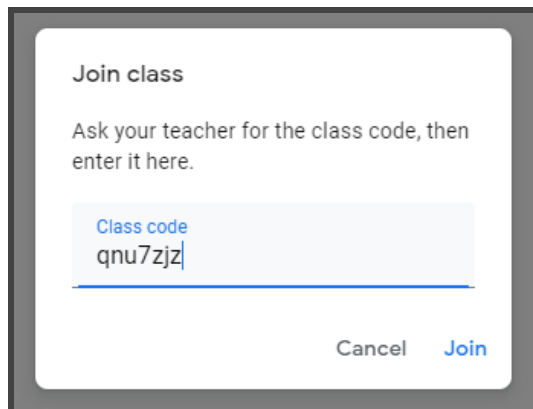 Join class
Ask your teacher for the class code, then
enter it here.
Class code
qnu7zjz
Cancel Join